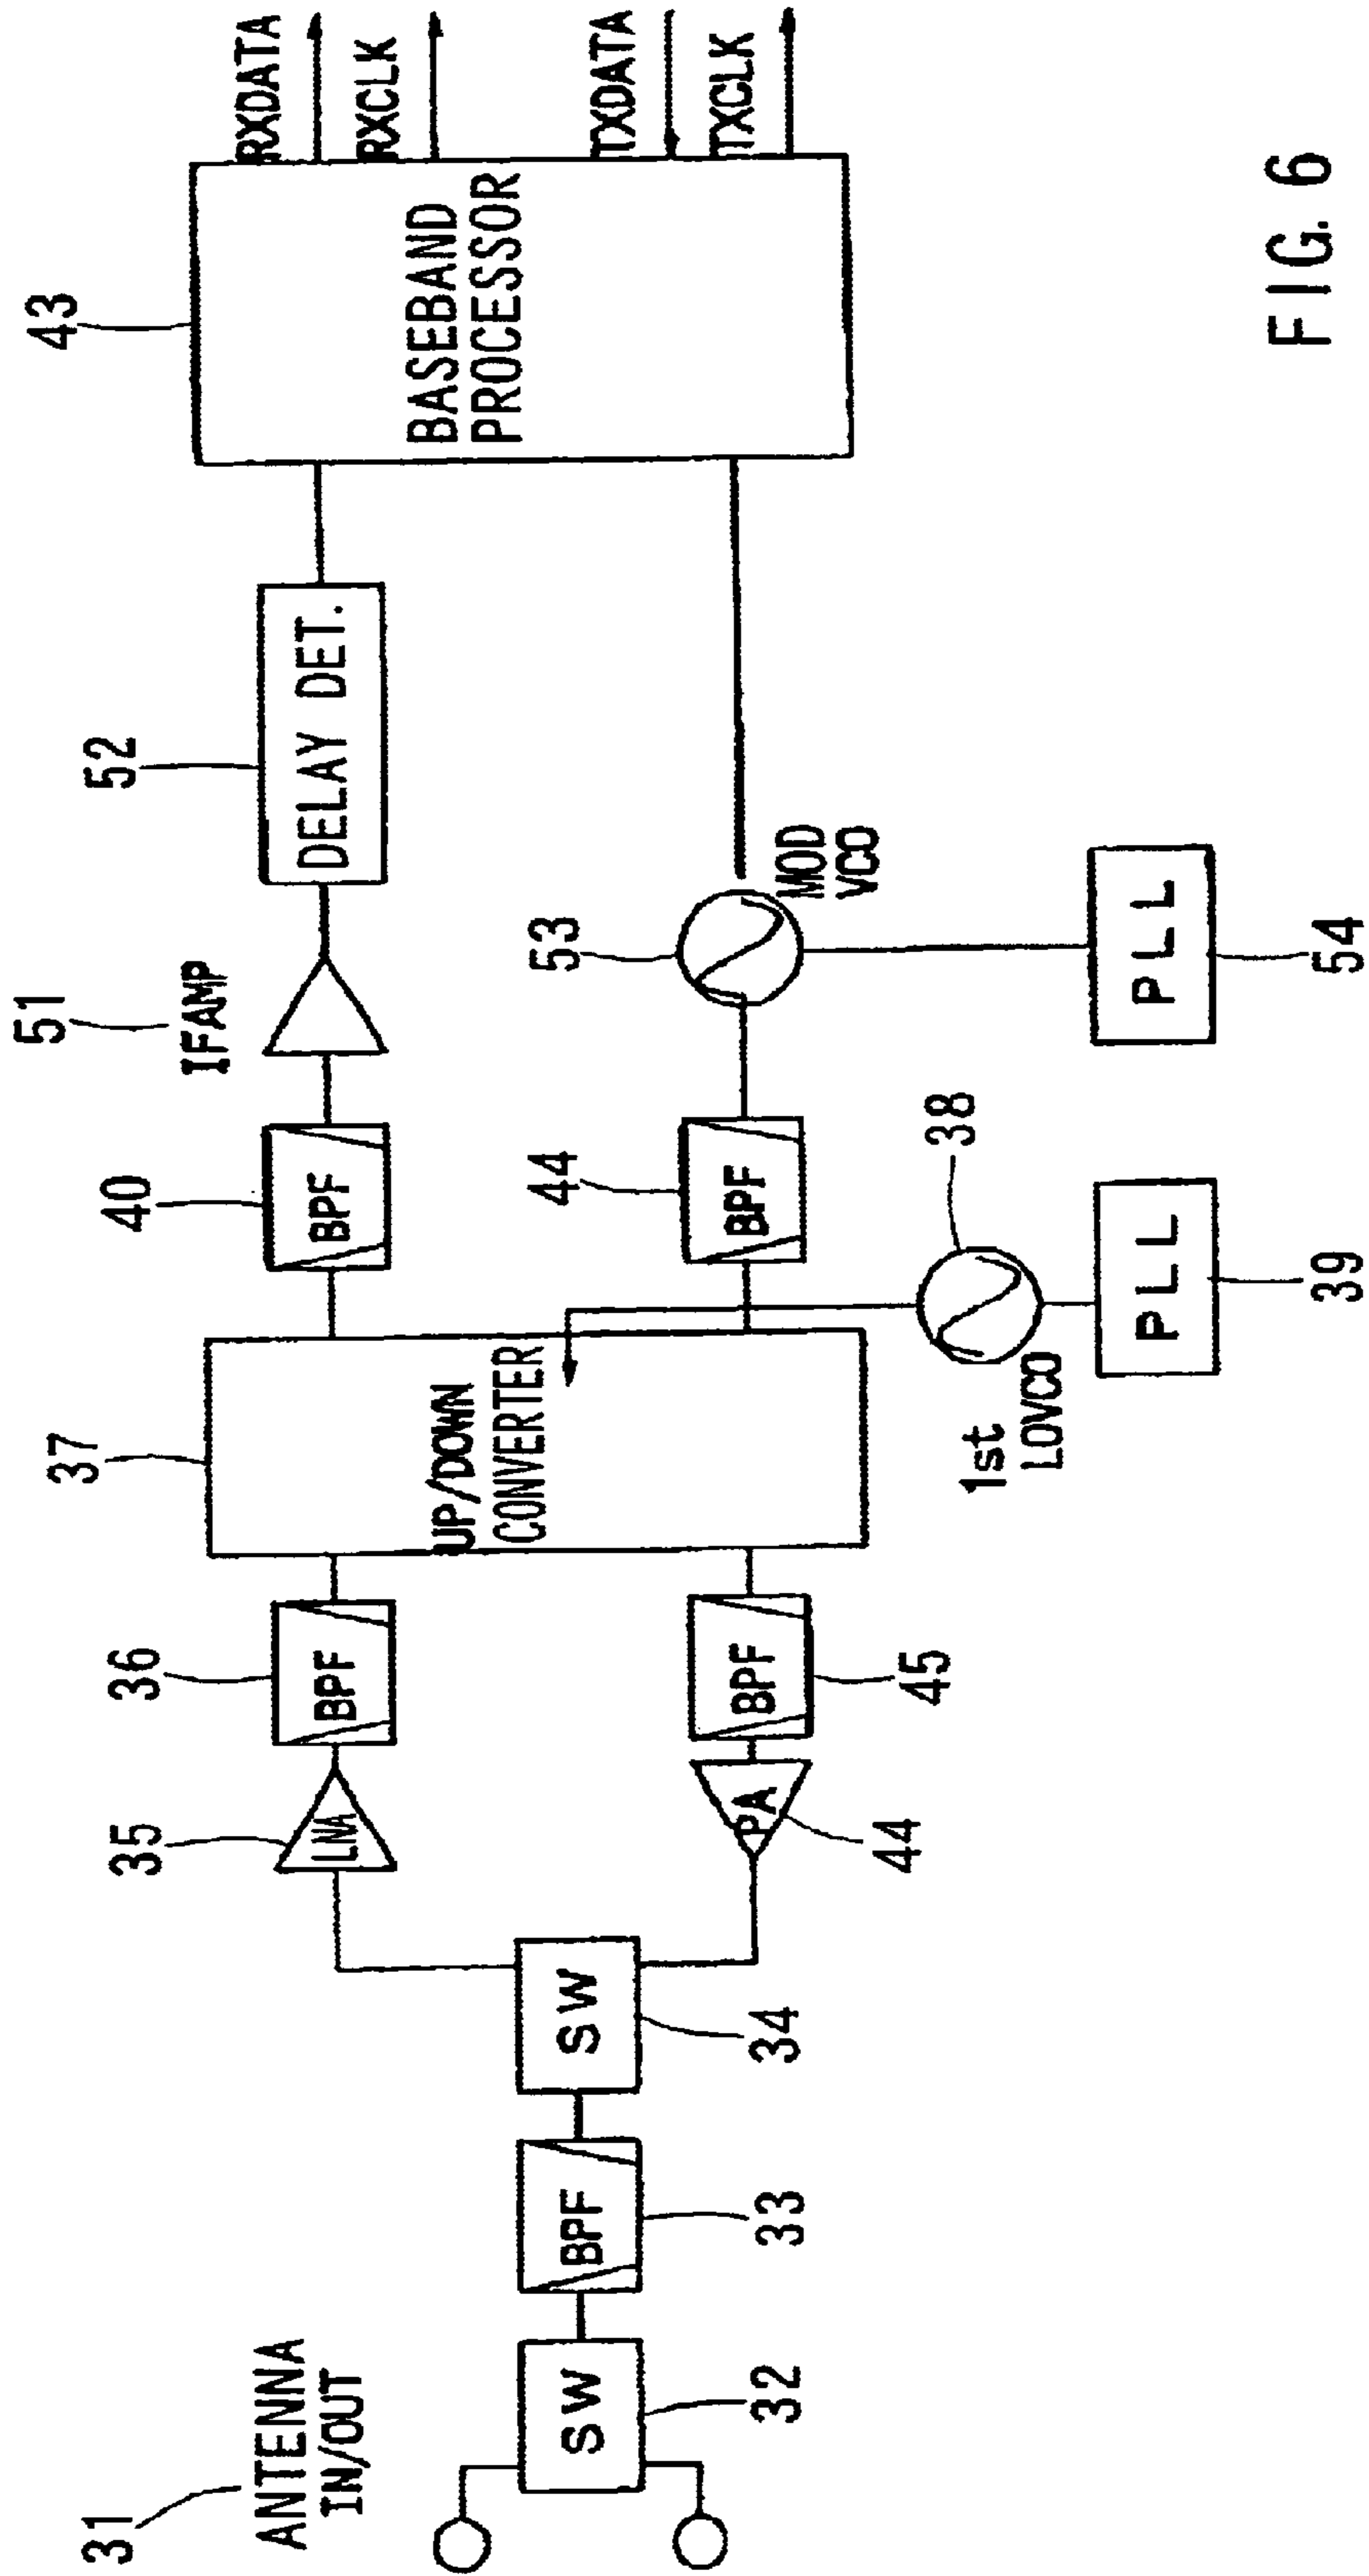 31
ANTENNA
IN/OUT
SW
32
BPF
33
SW
34
35
LNA
36
BPF
PA
44
BPF
45
37
UP/DOWN
CONVERTER
1st
LOVCO
38
PLL
39
40
BPF
44
BPF
51
IFAMP
53
MOD
VCO
PLL
54
52
DELAY DET.
43
BASEBAND
PROCESSOR
RXDATA
RXCLK
TXDATA
TXCLK
FIG. 6